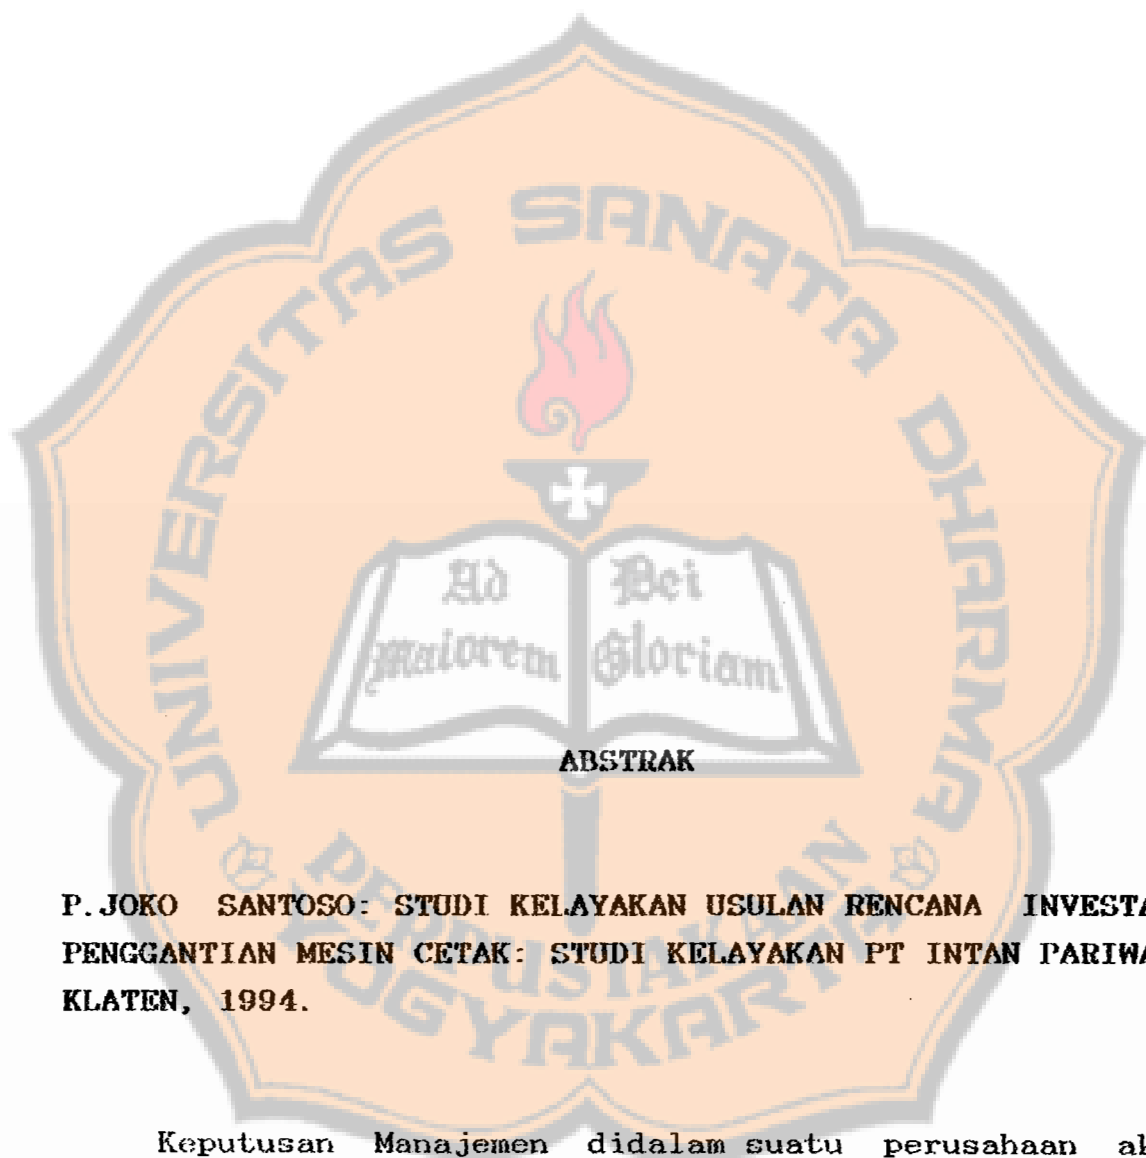 UNIVERSITAS SANATA DHARMA
Ad Dei
maiorem Gloriam
ABSTRAK
PERPUSTAKAAN
YOGYAKARTA
P.JOKO SANTOSO: STUDI KELAYAKAN USULAN RENCANA INVESTA
PENGGANTIAN MESIN CETAK: STUDI KELAYAKAN PT INTAN PARIWA
KLATEN, 1994.
Keputusan Manajemen didalam suatu perusahaan